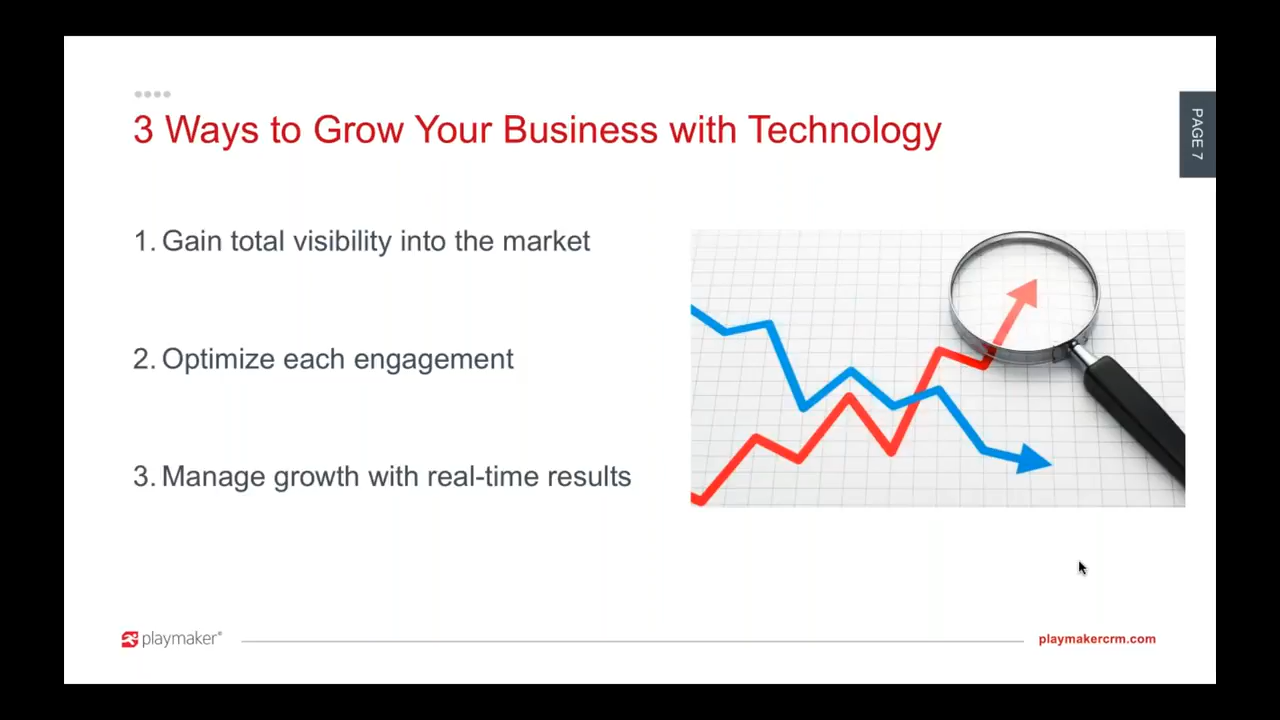 3 Ways to Grow Your Business with Technology
PAGE 7
1. Gain total visibility into the market
2. Optimize each engagement
3. Manage growth with real-time results
playmaker®
playmakercrm.com